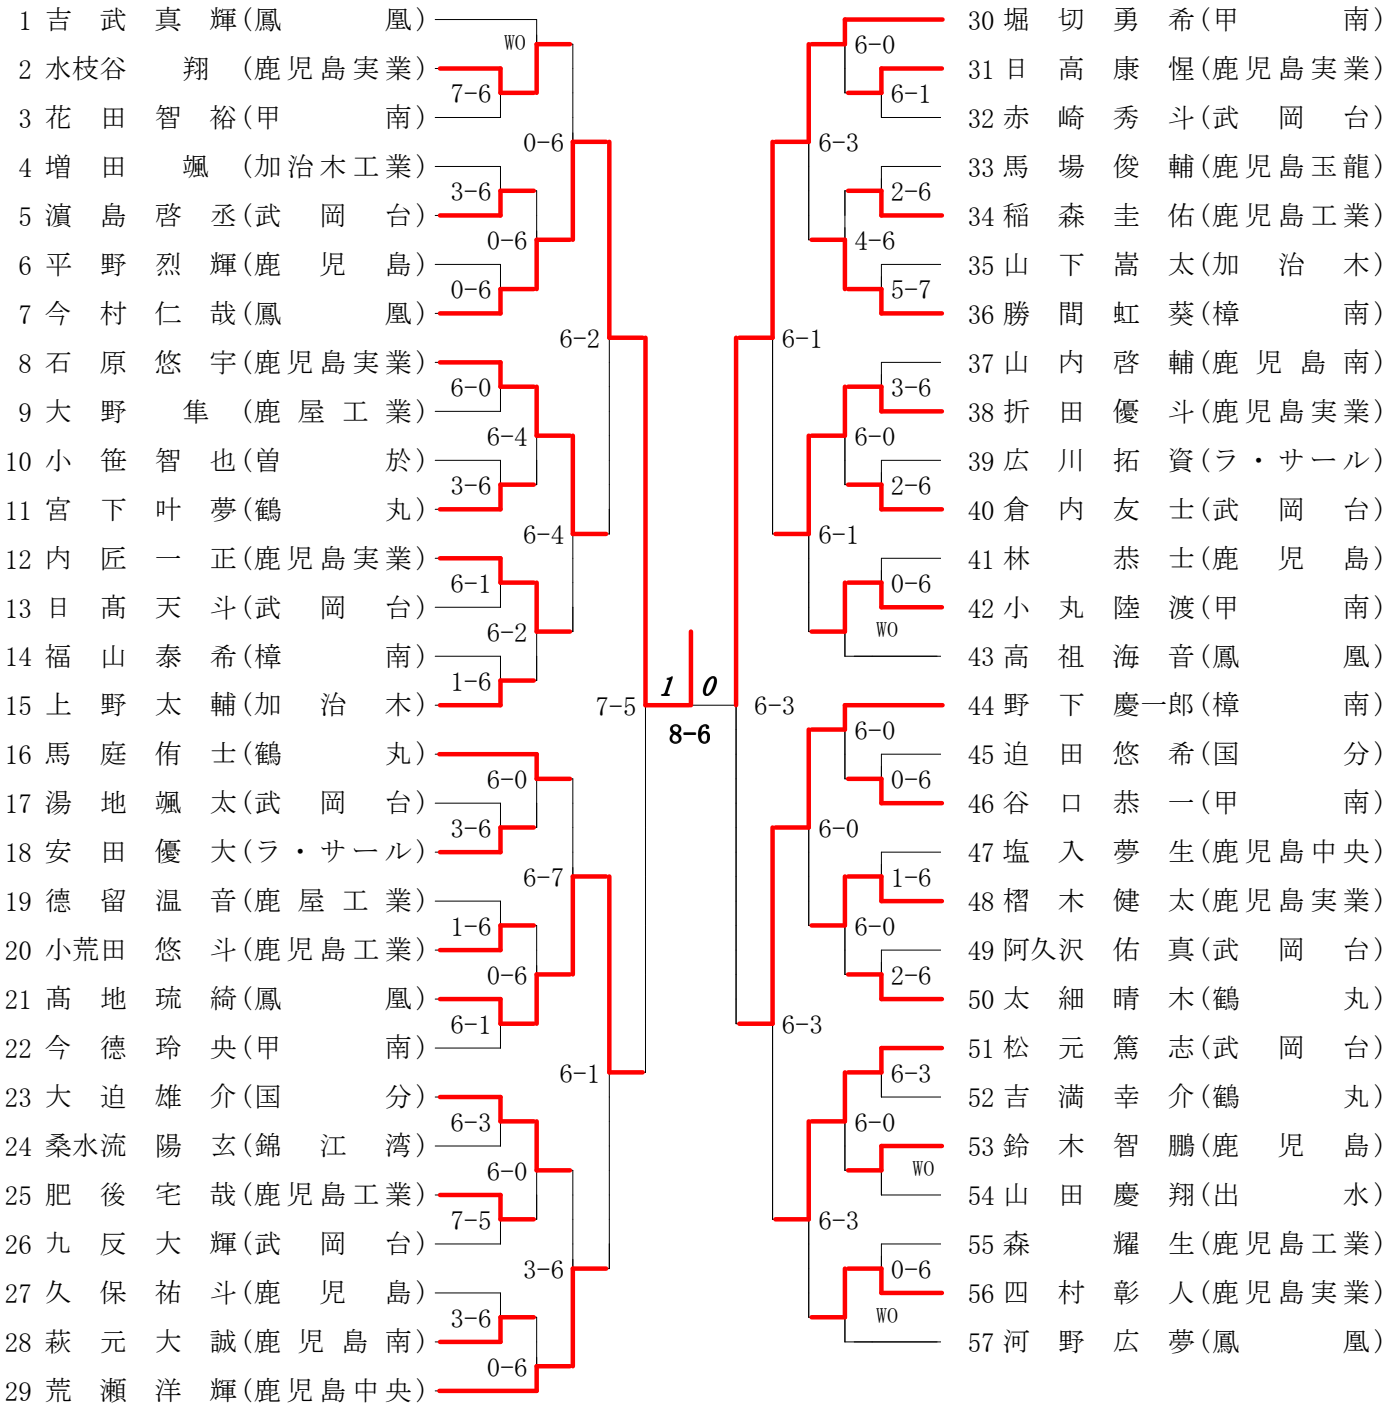 1 吉武真輝(鳳凰)
2 水枝谷翔(鹿児島実業)
3 花田智裕(甲南)
4 増田颯(加治木工業)
5 濵島啓丞(武岡台)
6 平野烈輝(鹿児島)
7 今村仁哉(鳳凰)
8 石原悠宇(鹿児島実業)
9 大野隼(鹿屋工業)
10 小笹智也(曽於)
11 宮下叶夢(鶴丸)
12 内匠一正(鹿児島実業)
13 日髙天斗(武岡台)
14 福山泰希(樟南)
15 上野太輔(加治木)
16 馬庭侑士(鶴丸)
17 湯地颯太(武岡台)
18 安田優大(ラ・サール)
19 德留温音(鹿屋工業)
20 小荒田悠斗(鹿児島工業)
21 髙地琉綺(鳳凰)
22 今德玲央(甲南)
23 大迫雄介(国分)
24 桑水流陽玄(錦江湾)
25 肥後宅哉(鹿児島工業)
26 九反大輝(武岡台)
27 久保祐斗(鹿児島)
28 萩元大誠(鹿児島南)
29 荒瀬洋輝(鹿児島中央)
WO
7-6
0-6
3-6
0-6
0-6
6-2
6-0
6-4
3-6
6-4
6-1
6-2
1-6
7-5
6-0
3-6
6-7
1-6
0-6
6-1
6-1
6-3
6-0
7-5
3-6
3-6
0-6
1 0
8-6
6-0
6-1
6-3
2-6
4-6
5-7
6-1
3-6
6-0
2-6
6-1
0-6
WO
6-3
6-0
0-6
6-0
1-6
6-0
2-6
6-3
6-3
6-0
WO
6-3
0-6
WO
30 堀切勇希(甲南)
31 日高康惺(鹿児島実業)
32 赤崎秀斗(武岡台)
33 馬場俊輔(鹿児島玉龍)
34 稲森圭佑(鹿児島工業)
35 山下嵩太(加治木)
36 勝間虹葵(樟南)
37 山内啓輔(鹿児島南)
38 折田優斗(鹿児島実業)
39 広川拓資(ラ・サール)
40 倉内友士(武岡台)
41 林恭士(鹿児島)
42 小丸陸渡(甲南)
43 高祖海音(鳳凰)
44 野下慶一郎(樟南)
45 迫田悠希(国分)
46 谷口恭一(甲南)
47 塩入夢生(鹿児島中央)
48 槢木健太(鹿児島実業)
49 阿久沢佑真(武岡台)
50 太細晴木(鶴丸)
51 松元篤志(武岡台)
52 吉満幸介(鶴丸)
53 鈴木智鵬(鹿児島)
54 山田慶翔(出水)
55 森耀生(鹿児島工業)
56 四村彰人(鹿児島実業)
57 河野広夢(鳳凰)